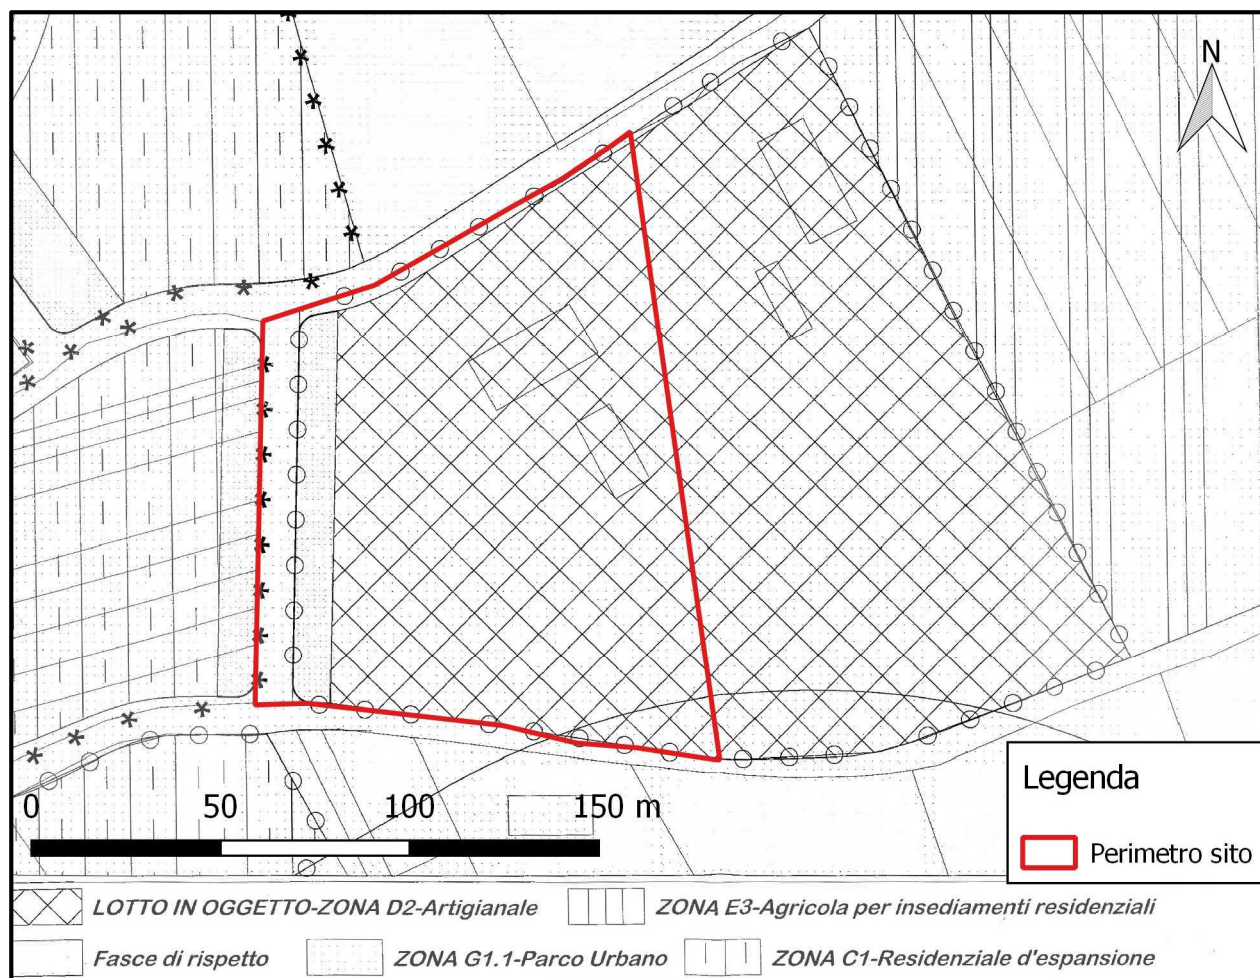 N
0 50 100 150 m
Legenda
Perimetro sito
LOTTO IN OGGETTO-ZONA D2-Artigianale
ZONA E3-Agricola per insediamenti residenziali
Fasce di rispetto
ZONA G1.1-Parco Urbano
ZONA C1-Residenziale d'espansione